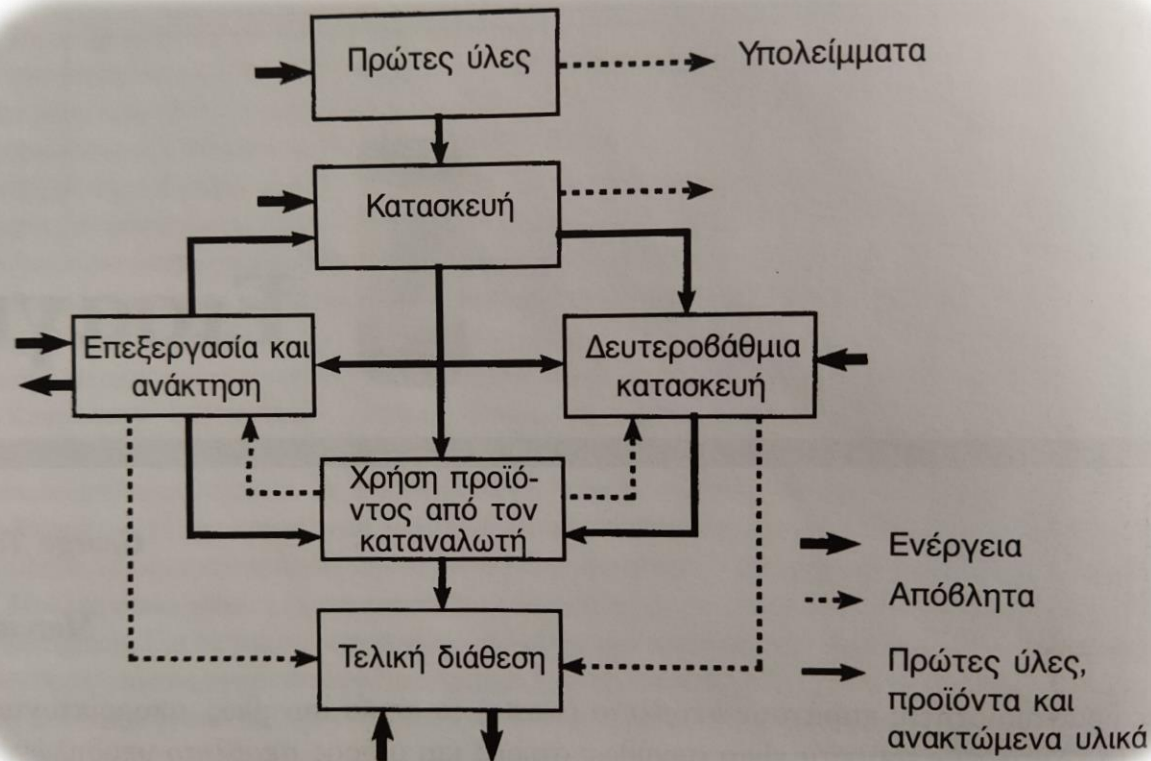 Πρώτες ύλες
Υπολείμματα
Κατασκευή
Επεξεργασία και
ανάκτηση
Δευτεροβάθμια
κατασκευή
Χρήση προϊό-
ντος από τον
καταναλωτή
Τελική διάθεση
Ενέργεια
Απόβλητα
Πρώτες ύλες,
προϊόντα και
ανακτώμενα υλικά